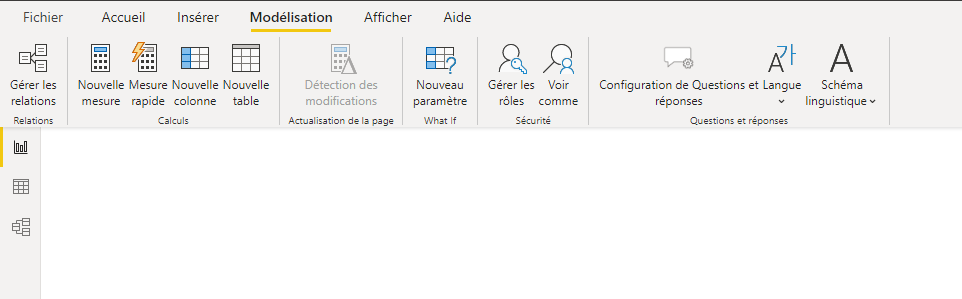 Fichier Accueil Insérer Modélisation Afficher Aide
Gérer les relations
Nouvelle mesure
Mesure rapide
Nouvelle colonne
Nouvelle table
Détection des modifications
Nouveau paramètre
Gérer les rôles
Voir comme
Configuration de Questions et réponses
Langue
Schéma linguistique
Relations Calculs Actualisation de la page What If Sécurité Questions et réponses